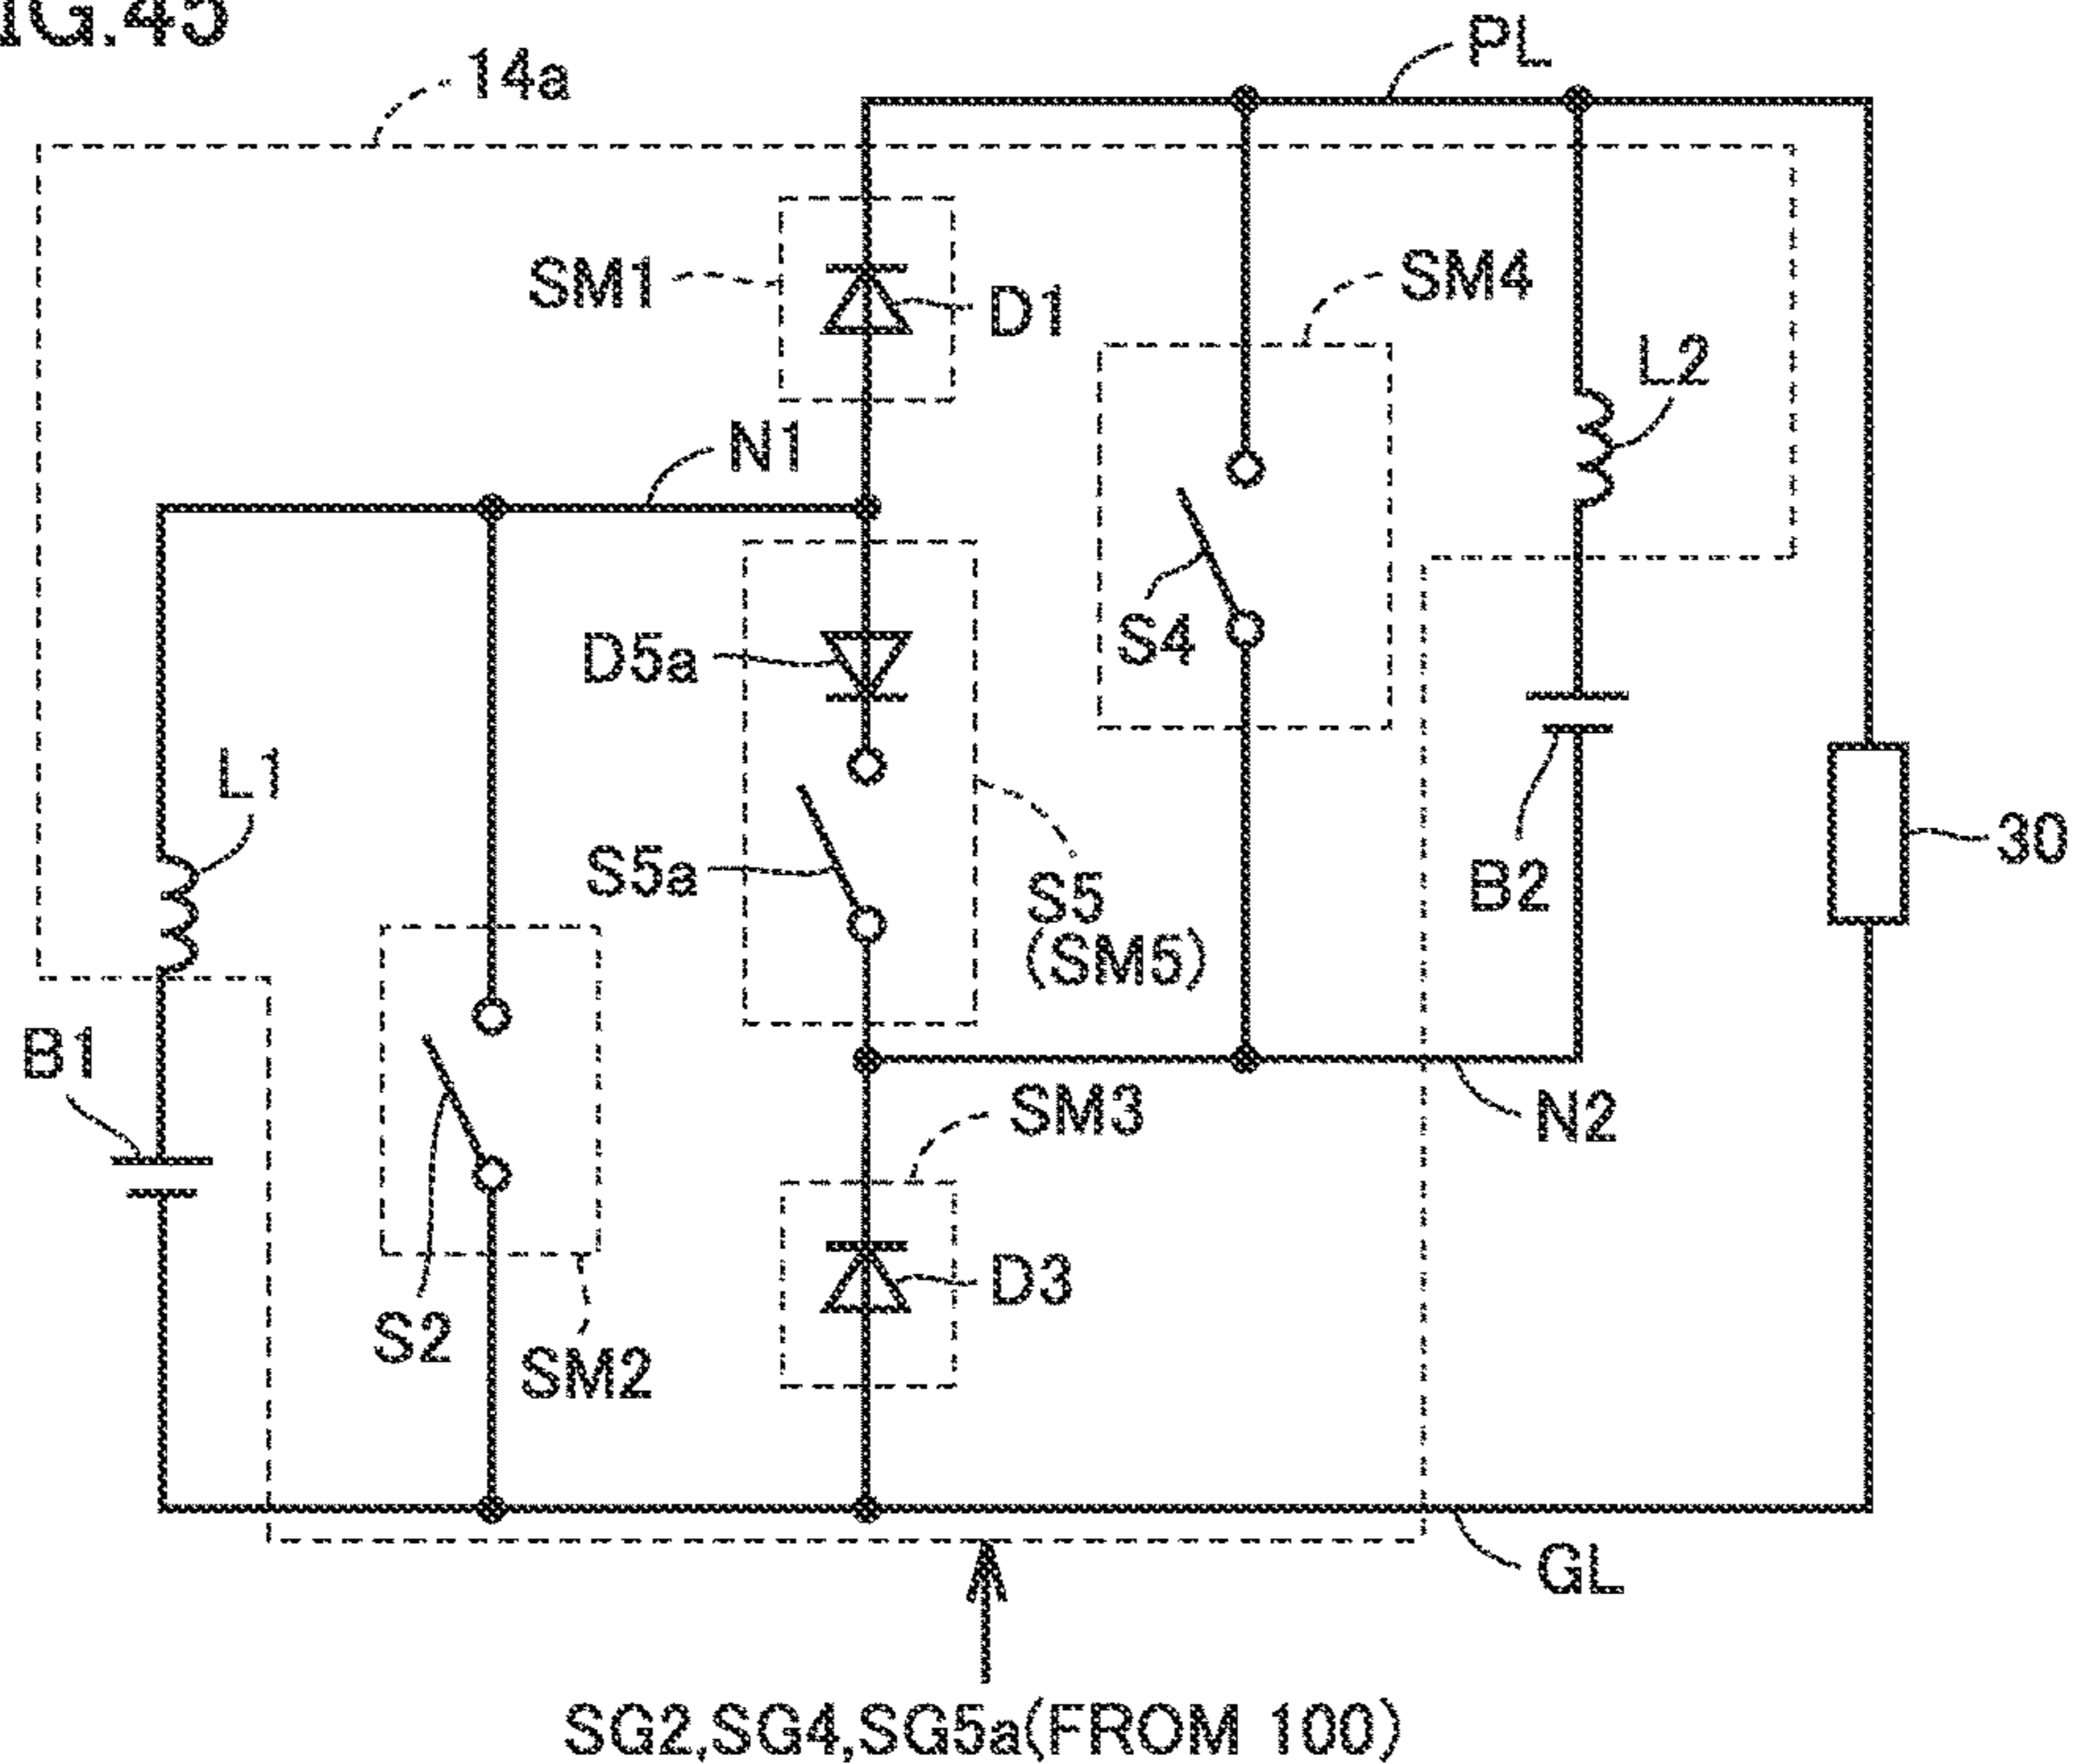 IG.45
14a
PL
SM1
D1
SM4
L2
N1
D5a
S4
L1
S5a
S5
(SM5)
B2
30
B1
SM3
N2
S2
SM2
D3
GL
SG2,SG4,SG5a(FROM 100)